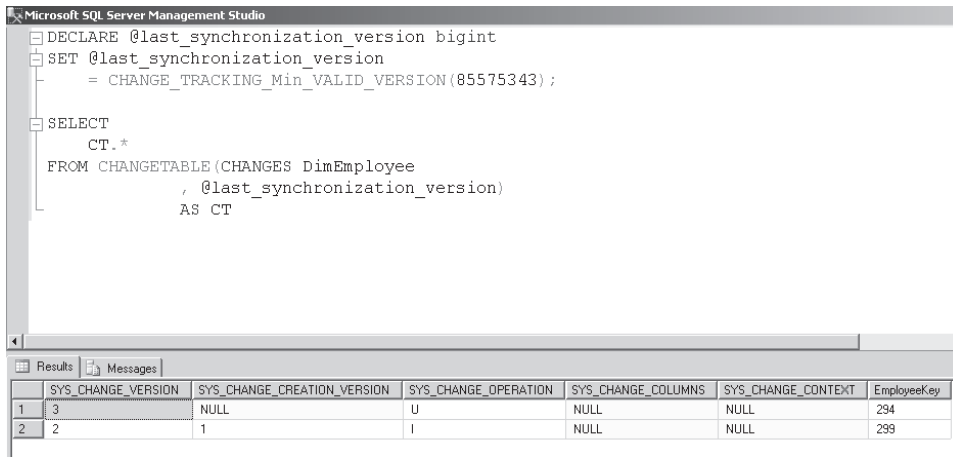 Microsoft SQL Server Management Studio
DECLARE @last_synchronization_version bigint
SET @last_synchronization_version
= CHANGE_TRACKING_Min_VALID_VERSION(85575343);
SELECT
CT.*
FROM CHANGETABLE(CHANGES DimEmployee
, @last_synchronization_version)
AS CT
Results Messages
SYS_CHANGE_VERSION SYS_CHANGE_CREATION_VERSION SYS_CHANGE_OPERATION SYS_CHANGE_COLUMNS SYS_CHANGE_CONTEXT EmployeeKey
1 3 NULL U NULL NULL 294
2 2 1 I NULL NULL 299